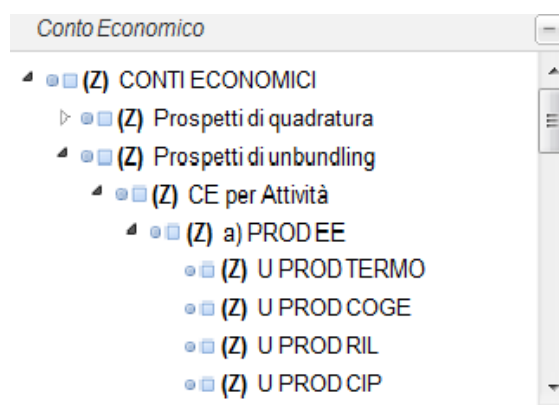 Conto Economico
(Z) CONTI ECONOMICI
(Z) Prospetti di quadratura
(Z) Prospetti di unbundling
(Z) CE per Attività
(Z) a) PROD EE
(Z) U PROD TERMO
(Z) U PROD COGE
(Z) U PROD RIL
(Z) U PROD CIP